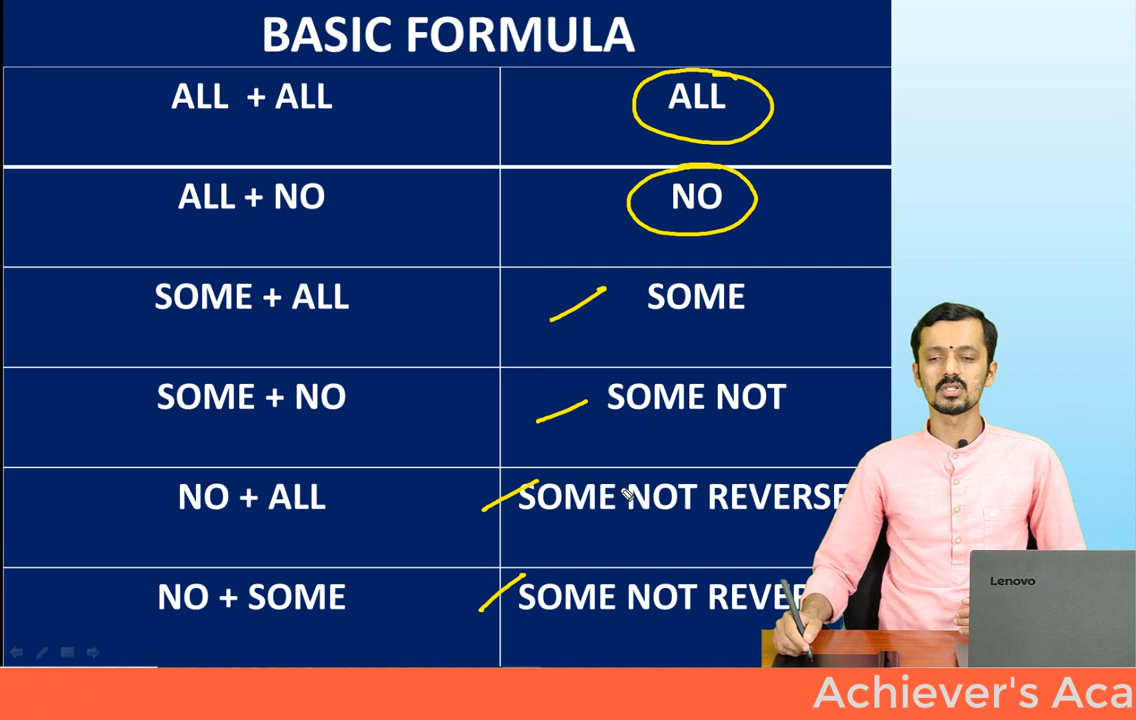 BASIC FORMULA
ALL + ALL ALL
ALL + NO NO
SOME + ALL SOME
SOME + NO SOME NOT
NO + ALL SOME NOT REVERSE
NO + SOME SOME NOT
Lenovo
Achiever's